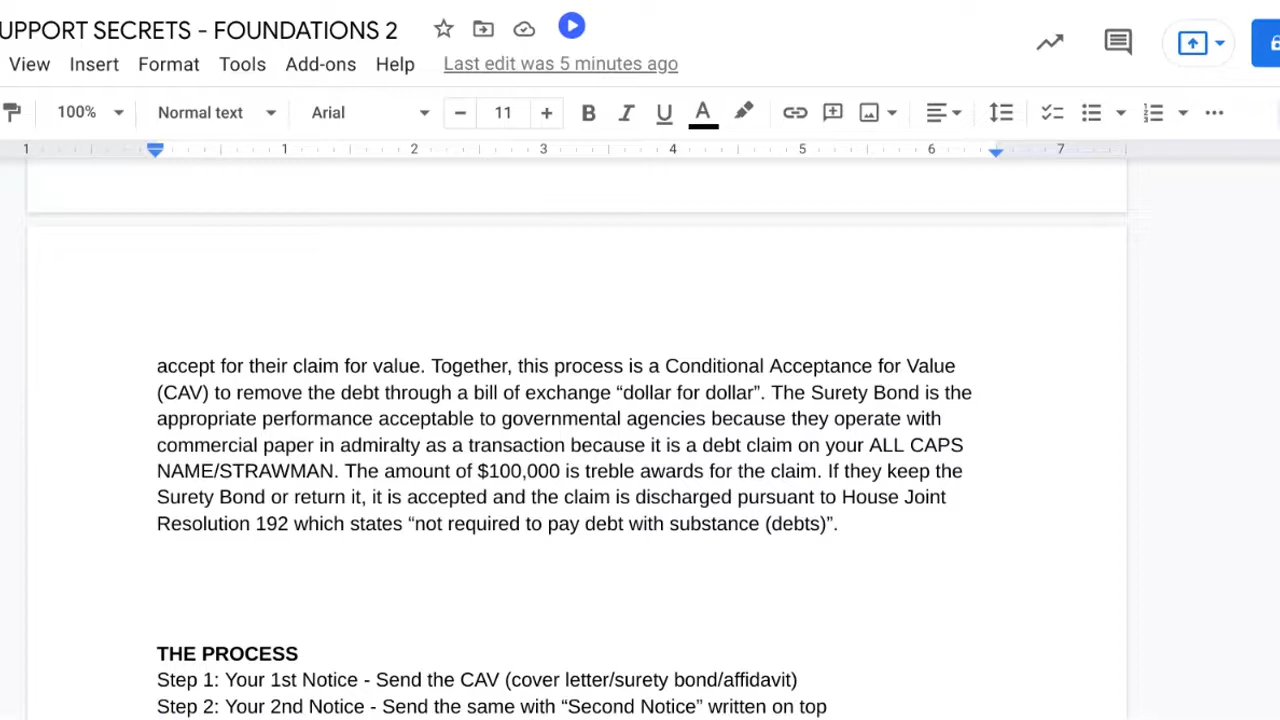 UPPORT SECRETS - FOUNDATIONS 2
View Insert Format Tools Add-ons Help Last edit was 5 minutes ago
100% Normal text Arial − 11 + B I U A
1 1 2 3 4 5 6 7
accept for their claim for value. Together, this process is a Conditional Acceptance for Value
(CAV) to remove the debt through a bill of exchange “dollar for dollar”. The Surety Bond is the
appropriate performance acceptable to governmental agencies because they operate with
commercial paper in admiralty as a transaction because it is a debt claim on your ALL CAPS
NAME/STRAWMAN. The amount of $100,000 is treble awards for the claim. If they keep the
Surety Bond or return it, it is accepted and the claim is discharged pursuant to House Joint
Resolution 192 which states “not required to pay debt with substance (debts)”.
THE PROCESS
Step 1: Your 1st Notice - Send the CAV (cover letter/surety bond/affidavit)
Step 2: Your 2nd Notice - Send the same with “Second Notice” written on top